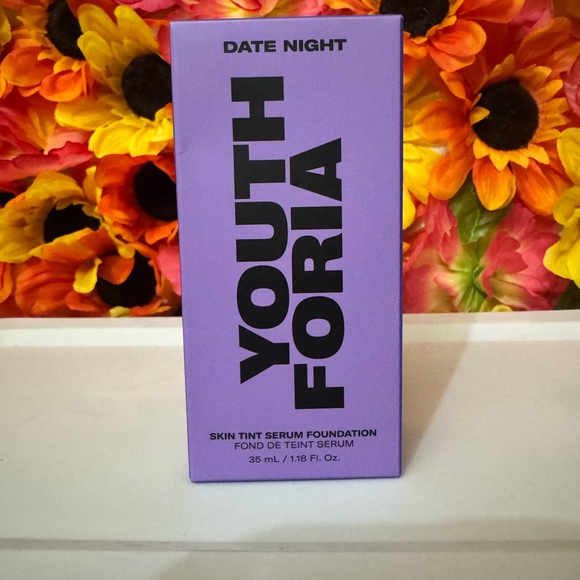 DATE NIGHT
YOUTH
FORIA
SKIN TINT SERUM FOUNDATION
FOND DE TEINT SERUM
35 mL / 1.18 Fl. Oz.